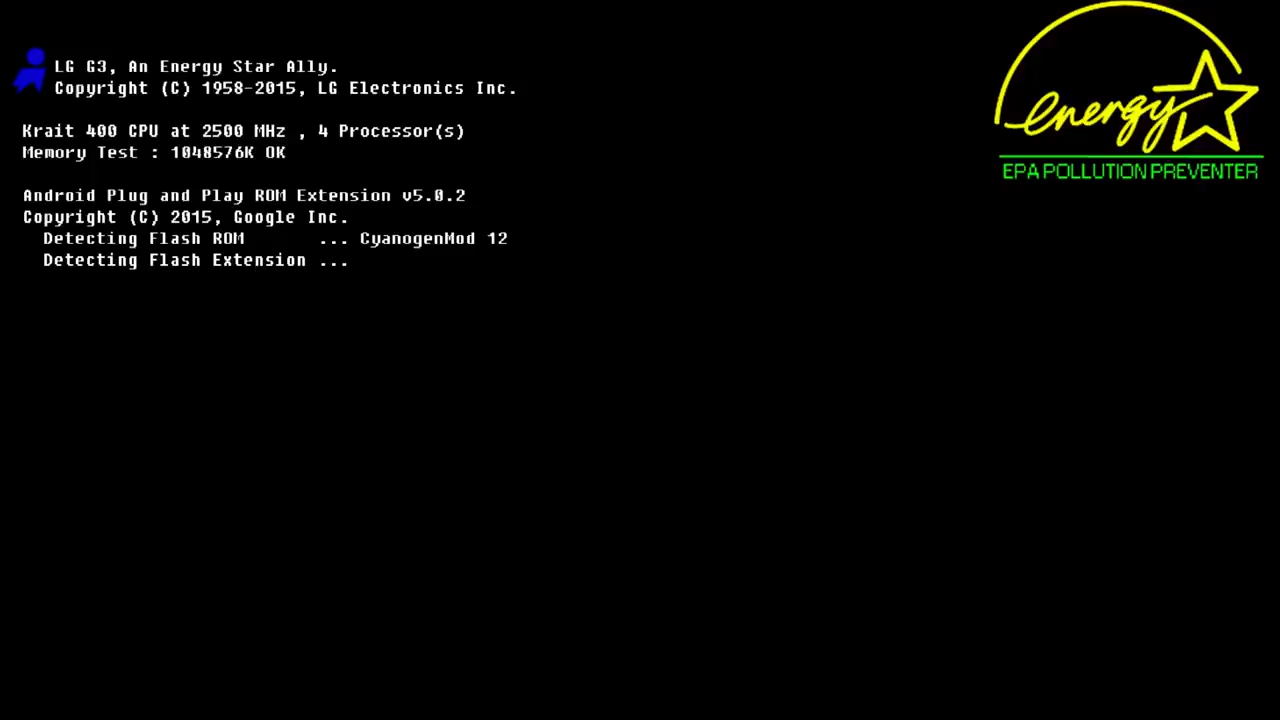 LG G3, An Energy Star Ally.
Copyright (C) 1958-2015, LG Electronics Inc.
energy
EPA POLLUTION PREVENTER
Krait 400 CPU at 2500 MHz , 4 Processor(s)
Memory Test : 1048576K OK
Android Plug and Play ROM Extension v5.0.2
Copyright (C) 2015, Google Inc.
Detecting Flash ROM ... CyanogenMod 12
Detecting Flash Extension ...